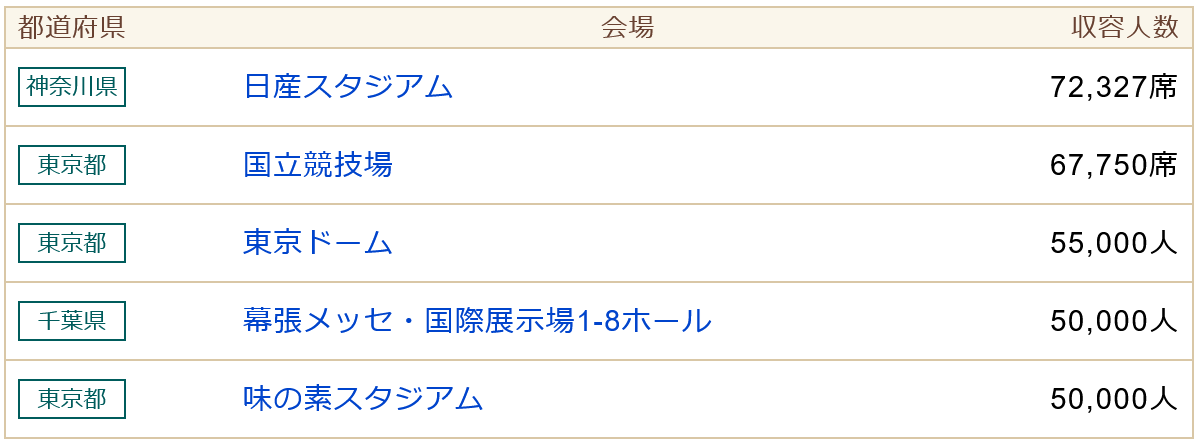 都道府県 会場 収容人数
神奈川県 日産スタジアム 72,327席
東京都 国立競技場 67,750席
東京都 東京ドーム 55,000人
千葉県 幕張メッセ・国際展示場1-8ホール 50,000人
東京都 味の素スタジアム 50,000人